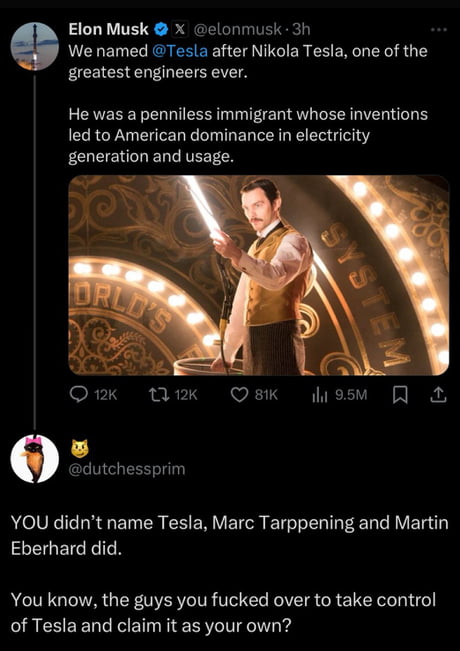 Elon Musk @elonmusk · 3h
We named @Tesla after Nikola Tesla, one of the
greatest engineers ever.
He was a penniless immigrant whose inventions
led to American dominance in electricity
generation and usage.
ORLD'S
SYSTEM
12K 12K 81K 9.5M
@dutchessprim
YOU didn't name Tesla, Marc Tarppening and Martin
Eberhard did.
You know, the guys you fucked over to take control
of Tesla and claim it as your own?